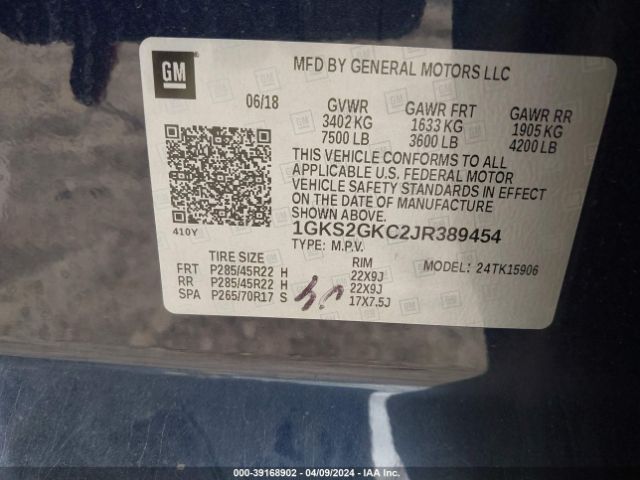 GM
MFD BY GENERAL MOTORS LLC
06/18
GVWR GAWR FRT GAWR RR
3402 KG 1633 KG 1905 KG
7500 LB 3600 LB 4200 LB
THIS VEHICLE CONFORMS TO ALL
APPLICABLE U.S. FEDERAL MOTOR
VEHICLE SAFETY STANDARDS IN EFFECT
ON THE DATE OF MANUFACTURE
SHOWN ABOVE.
410Y
1GKS2GKC2JR389454
TYPE: M.P.V. MODEL: 24TK15906
TIRE SIZE RIM
FRT P285/45R22 H 22X9J
RR P285/45R22 H 22X9J
SPA P265/70R17 S 17X7.5J
000-39168902 / 04/09/2024 / IAA Inc.